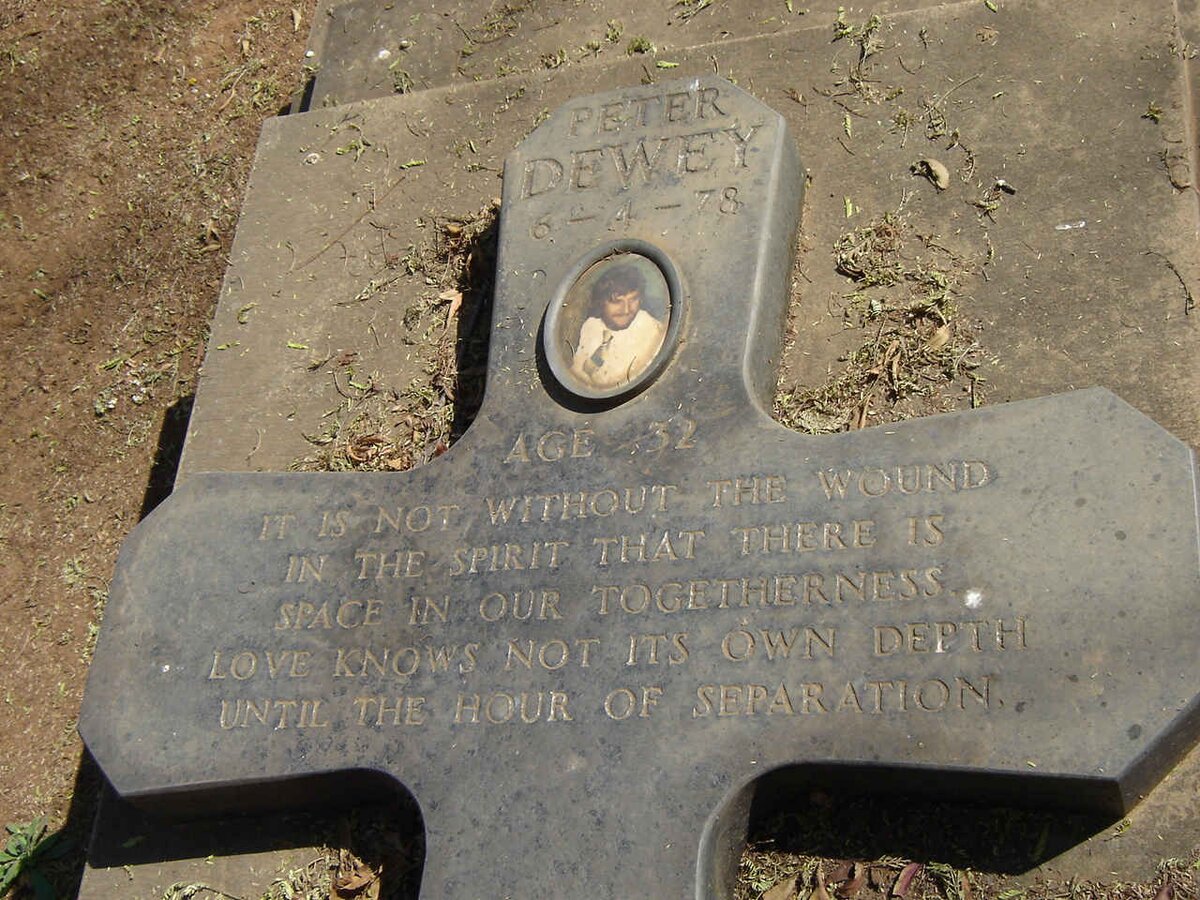 PETER
DEWEY
6 - 4 - 78
AGE 32
IT IS NOT WITHOUT THE WOUND
IN THE SPIRIT THAT THERE IS
SPACE IN OUR TOGETHERNESS.
LOVE KNOWS NOT ITS OWN DEPTH
UNTIL THE HOUR OF SEPARATION.